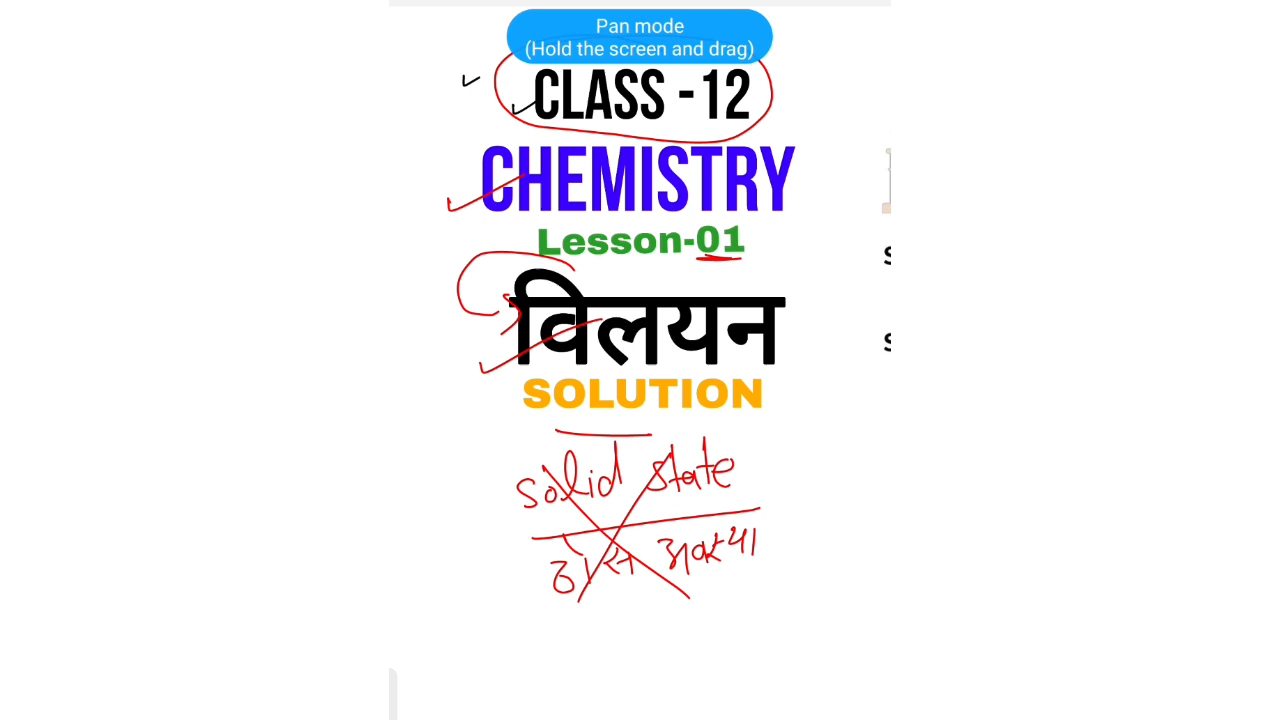 Pan mode
(Hold the screen and drag)
CLASS -12
CHEMISTRY
Lesson-01
विलयन
SOLUTION
solid state
ठोस अवस्था